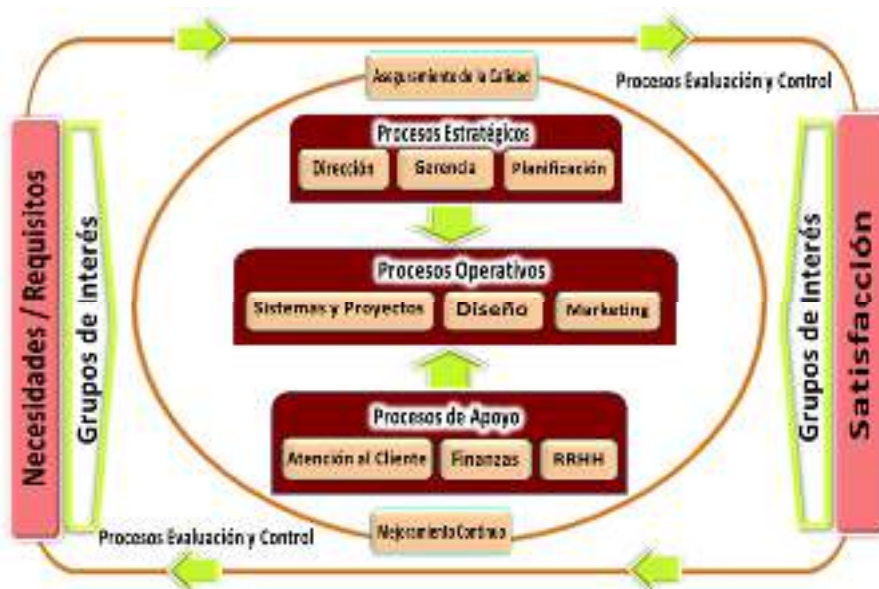 Aseguramiento de la Calidad
Procesos Evaluación y Control
Procesos Estratégicos
Dirección
Gerencia
Planificación
Necesidades / Requisitos
Grupos de Interés
Procesos Operativos
Sistemas y Proyectos
Diseño
Marketing
Grupos de Interés
Satisfacción
Procesos de Apoyo
Atención al Cliente
Finanzas
RRHH
Procesos Evaluación y Control
Mejoramiento Continuo